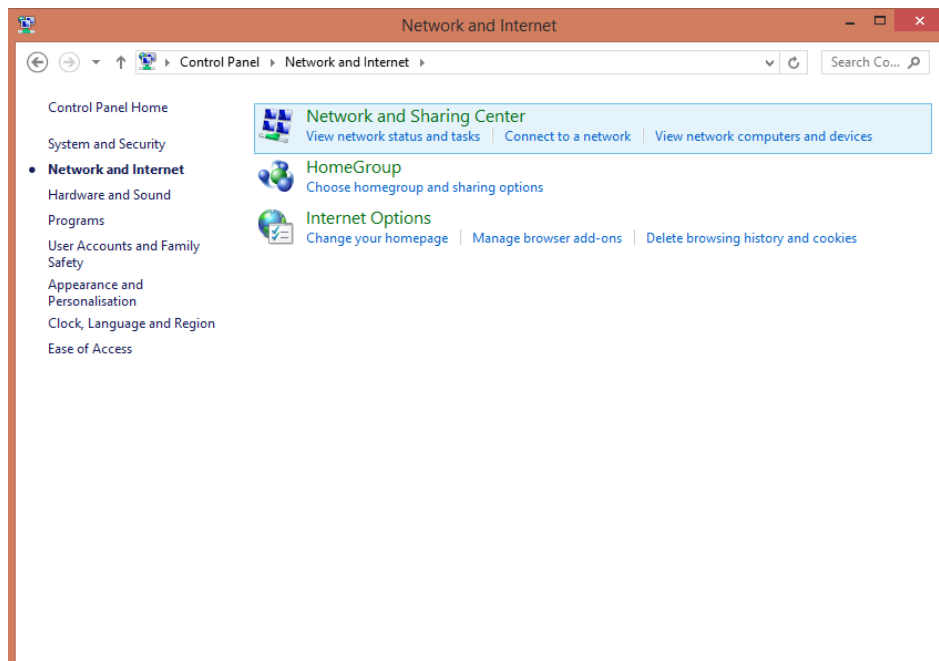 Network and Internet
Control Panel Network and Internet Search Co...
Control Panel Home
System and Security
Network and Internet
Hardware and Sound
Programs
User Accounts and Family
Safety
Appearance and
Personalisation
Clock, Language and Region
Ease of Access
Network and Sharing Center
View network status and tasks Connect to a network View network computers and devices
HomeGroup
Choose homegroup and sharing options
Internet Options
Change your homepage Manage browser add-ons Delete browsing history and cookies